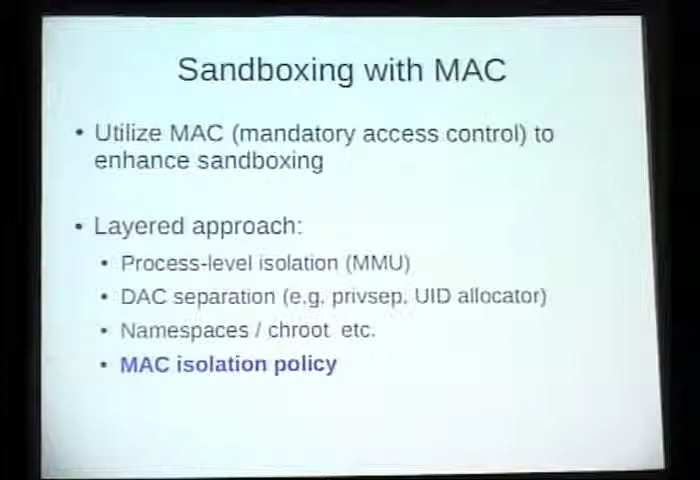 Sandboxing with MAC
• Utilize MAC (mandatory access control) to
enhance sandboxing
• Layered approach:
• Process-level isolation (MMU)
• DAC separation (e.g. privsep, UID allocator)
• Namespaces / chroot etc.
• MAC isolation policy